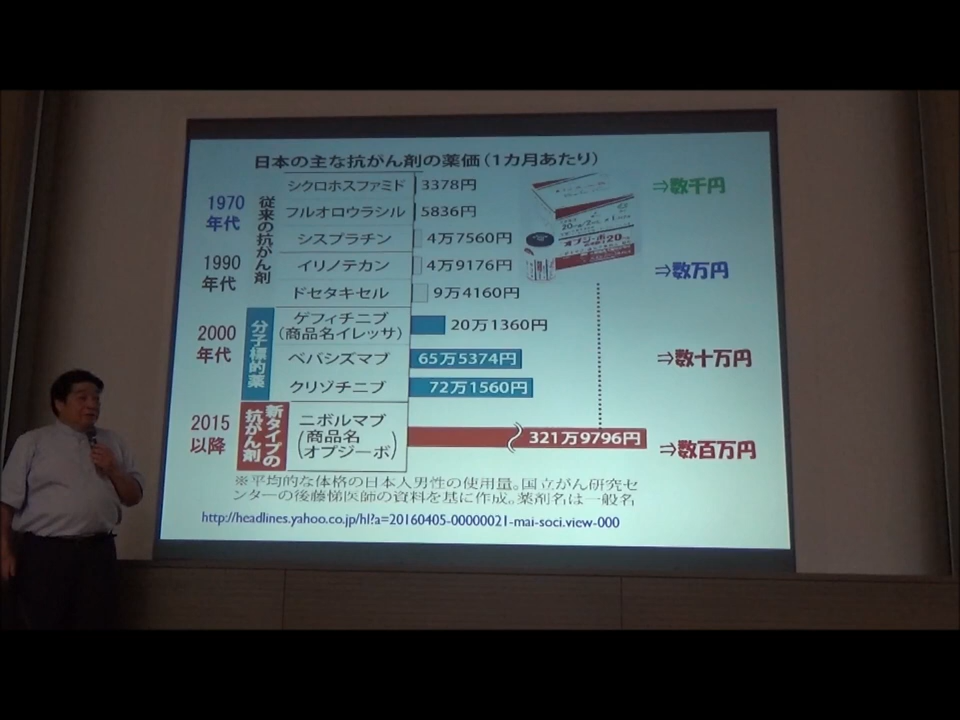 日本の主な抗がん剤の薬価(1カ月あたり)
1970
年代
1990
年代
従来の抗がん剤
シクロホスファミド 3378円
フルオロウラシル 5836円
シスプラチン 4万7560円
イリノテカン 4万9176円
ドセタキセル 9万4160円
⇒数千円
⇒数万円
オプジーボ
20mg
2000
年代
分子標的薬
ゲフィチニブ
(商品名イレッサ)
20万1360円
ベバシズマブ 65万5374円
クリゾチニブ 72万1560円
⇒数十万円
2015
以降
新タイプの
抗がん剤
ニボルマブ
(商品名
オプジーボ)
321万9796円
⇒数百万円
※平均的な体格の日本人男性の使用量。国立がん研究セ
ンターの後藤悌医師の資料を基に作成。薬剤名は一般名
http://headlines.yahoo.co.jp/hl?a=20160405-00000021-mai-soci.view-000